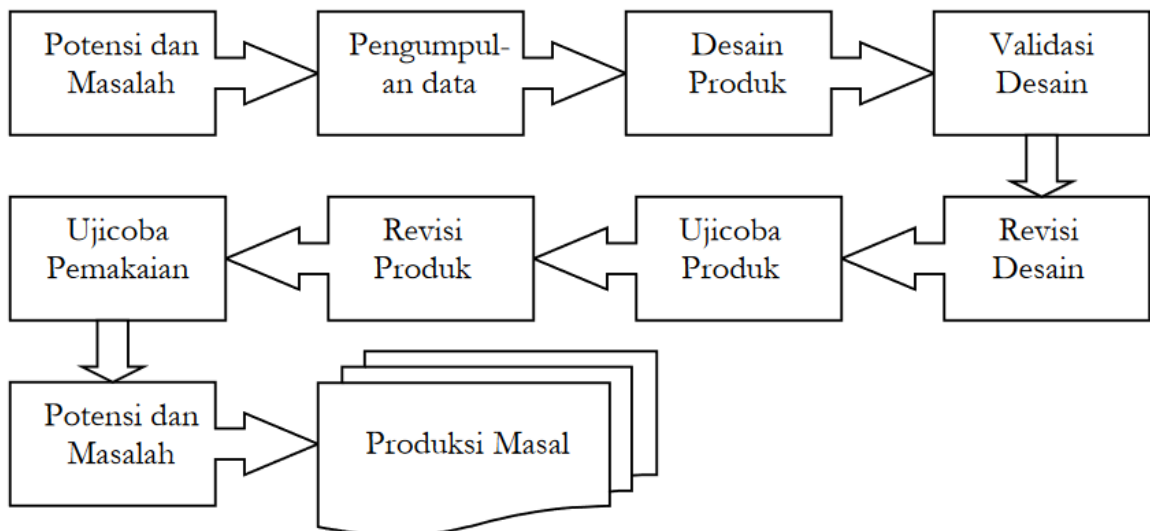 Potensi dan
Masalah
Pengumpul-
an data
Desain
Produk
Validasi
Desain
Revisi
Desain
Ujicoba
Produk
Revisi
Produk
Ujicoba
Pemakaian
Potensi dan
Masalah
Produksi Masal